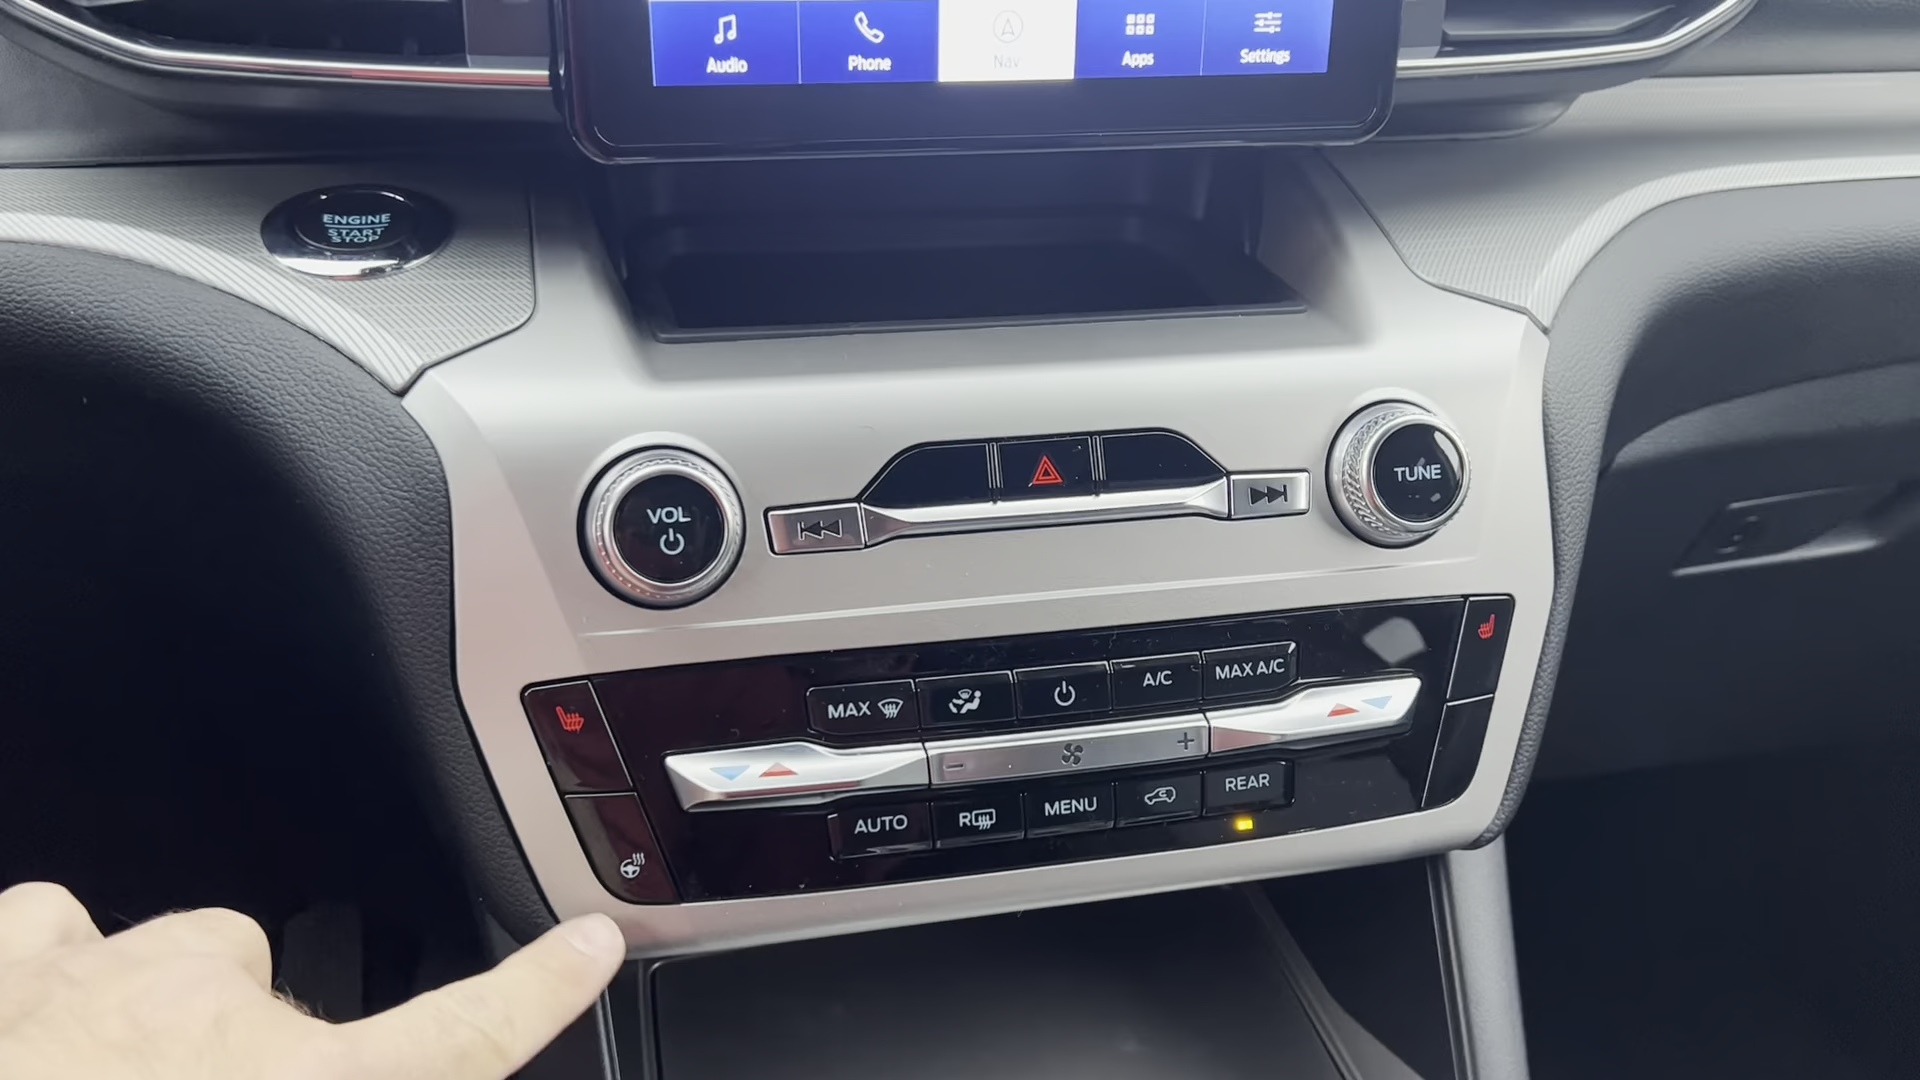 Audio
Phone
Nav
Apps
Settings
ENGINE
START
STOP
VOL
TUNE
MAX
A/C
MAX A/C
- +
AUTO
R
MENU
REAR